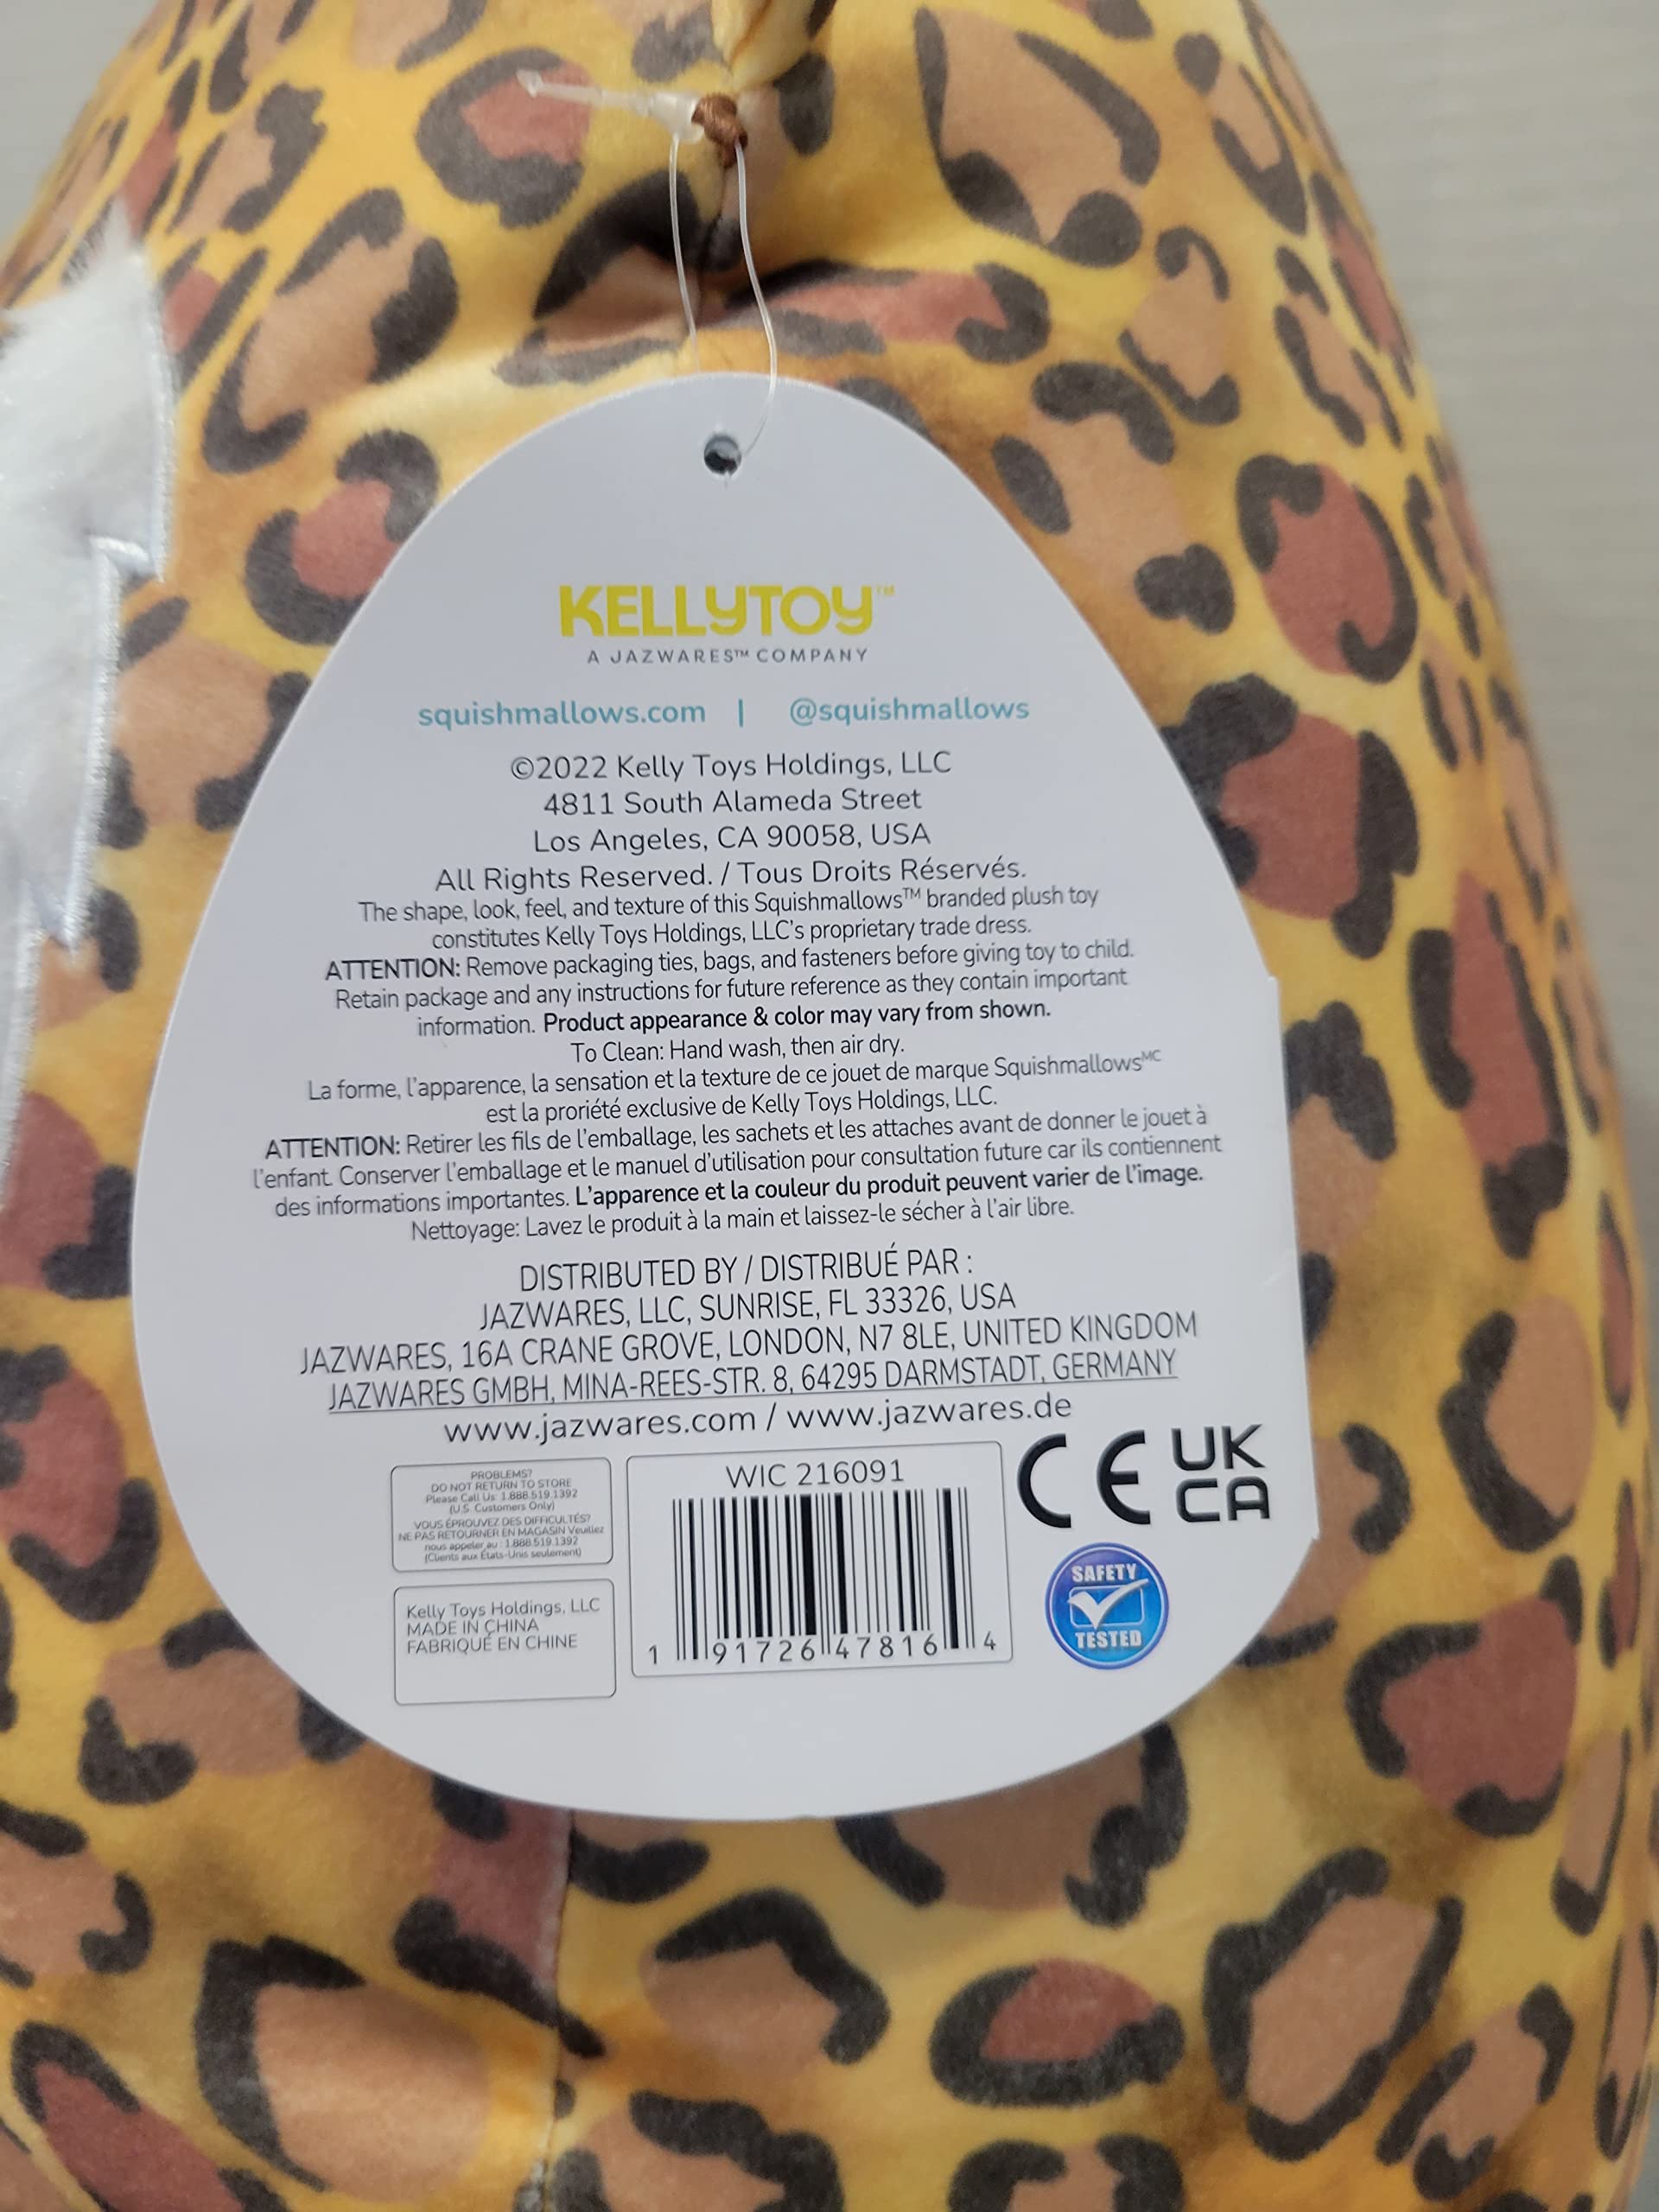 KELLYTOY™
A JAZWARES™ COMPANY
squishmallows.com | @squishmallows
©2022 Kelly Toys Holdings, LLC
4811 South Alameda Street
Los Angeles, CA 90058, USA
All Rights Reserved. / Tous Droits Réservés.
The shape, look, feel, and texture of this Squishmallows™ branded plush toy
constitutes Kelly Toys Holdings, LLC's proprietary trade dress.
ATTENTION: Remove packaging ties, bags, and fasteners before giving toy to child.
Retain package and any instructions for future reference as they contain important
information. Product appearance & color may vary from shown.
To Clean: Hand wash, then air dry.
La forme, l'apparence, la sensation et la texture de ce jouet de marque Squishmallows MC
est la proriété exclusive de Kelly Toys Holdings, LLC.
ATTENTION: Retirer les fils de l'emballage, les sachets et les attaches avant de donner le jouet à
l'enfant. Conserver l'emballage et le manuel d'utilisation pour consultation future car ils contiennent
des informations importantes. L'apparence et la couleur du produit peuvent varier de l'image.
Nettoyage: Lavez le produit à la main et laissez-le sécher à l'air libre.
DISTRIBUTED BY / DISTRIBUÉ PAR :
JAZWARES, LLC, SUNRISE, FL 33326, USA
JAZWARES, 16A CRANE GROVE, LONDON, N7 8LE, UNITED KINGDOM
JAZWARES GMBH, MINA-REES-STR. 8, 64295 DARMSTADT, GERMANY
www.jazwares.com / www.jazwares.de
PROBLEMS?
DO NOT RETURN TO STORE
Please Call Us: 1.888.519.1392
(U.S. Customers Only)
VOUS ÉPROUVEZ DES DIFFICULTÉS?
NE PAS RETOURNER EN MAGASIN Veuillez
nous appeler au : 1.888.519.1392
(Clients aux États-Unis seulement)
Kelly Toys Holdings, LLC
MADE IN CHINA
FABRIQUÉ EN CHINE
WIC 216091
1 91726 47816 4
CE
UK
CA
SAFETY
TESTED